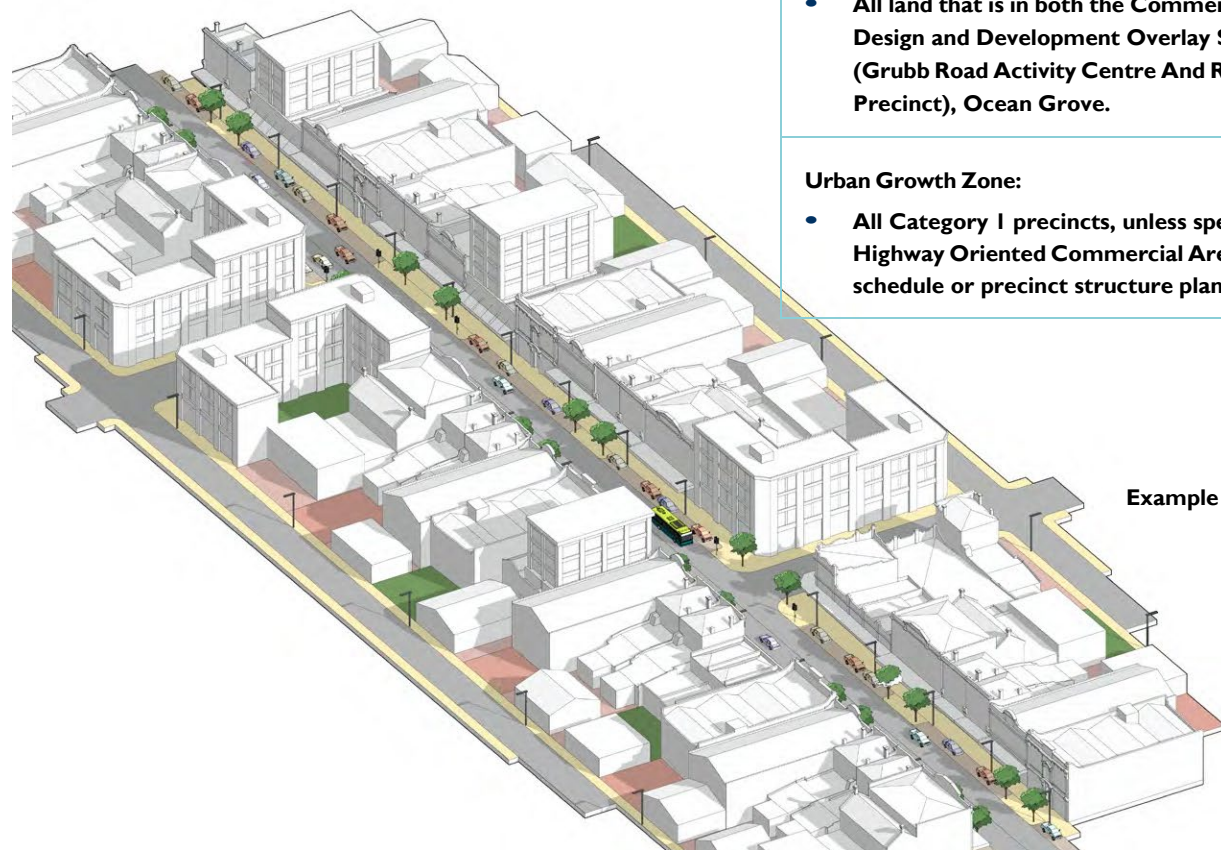 • All land that is in both the Commer
Design and Development Overlay S
(Grubb Road Activity Centre And R
Precinct), Ocean Grove.
Urban Growth Zone:
• All Category 1 precincts, unless spe
Highway Oriented Commercial Are
schedule or precinct structure plan
Example